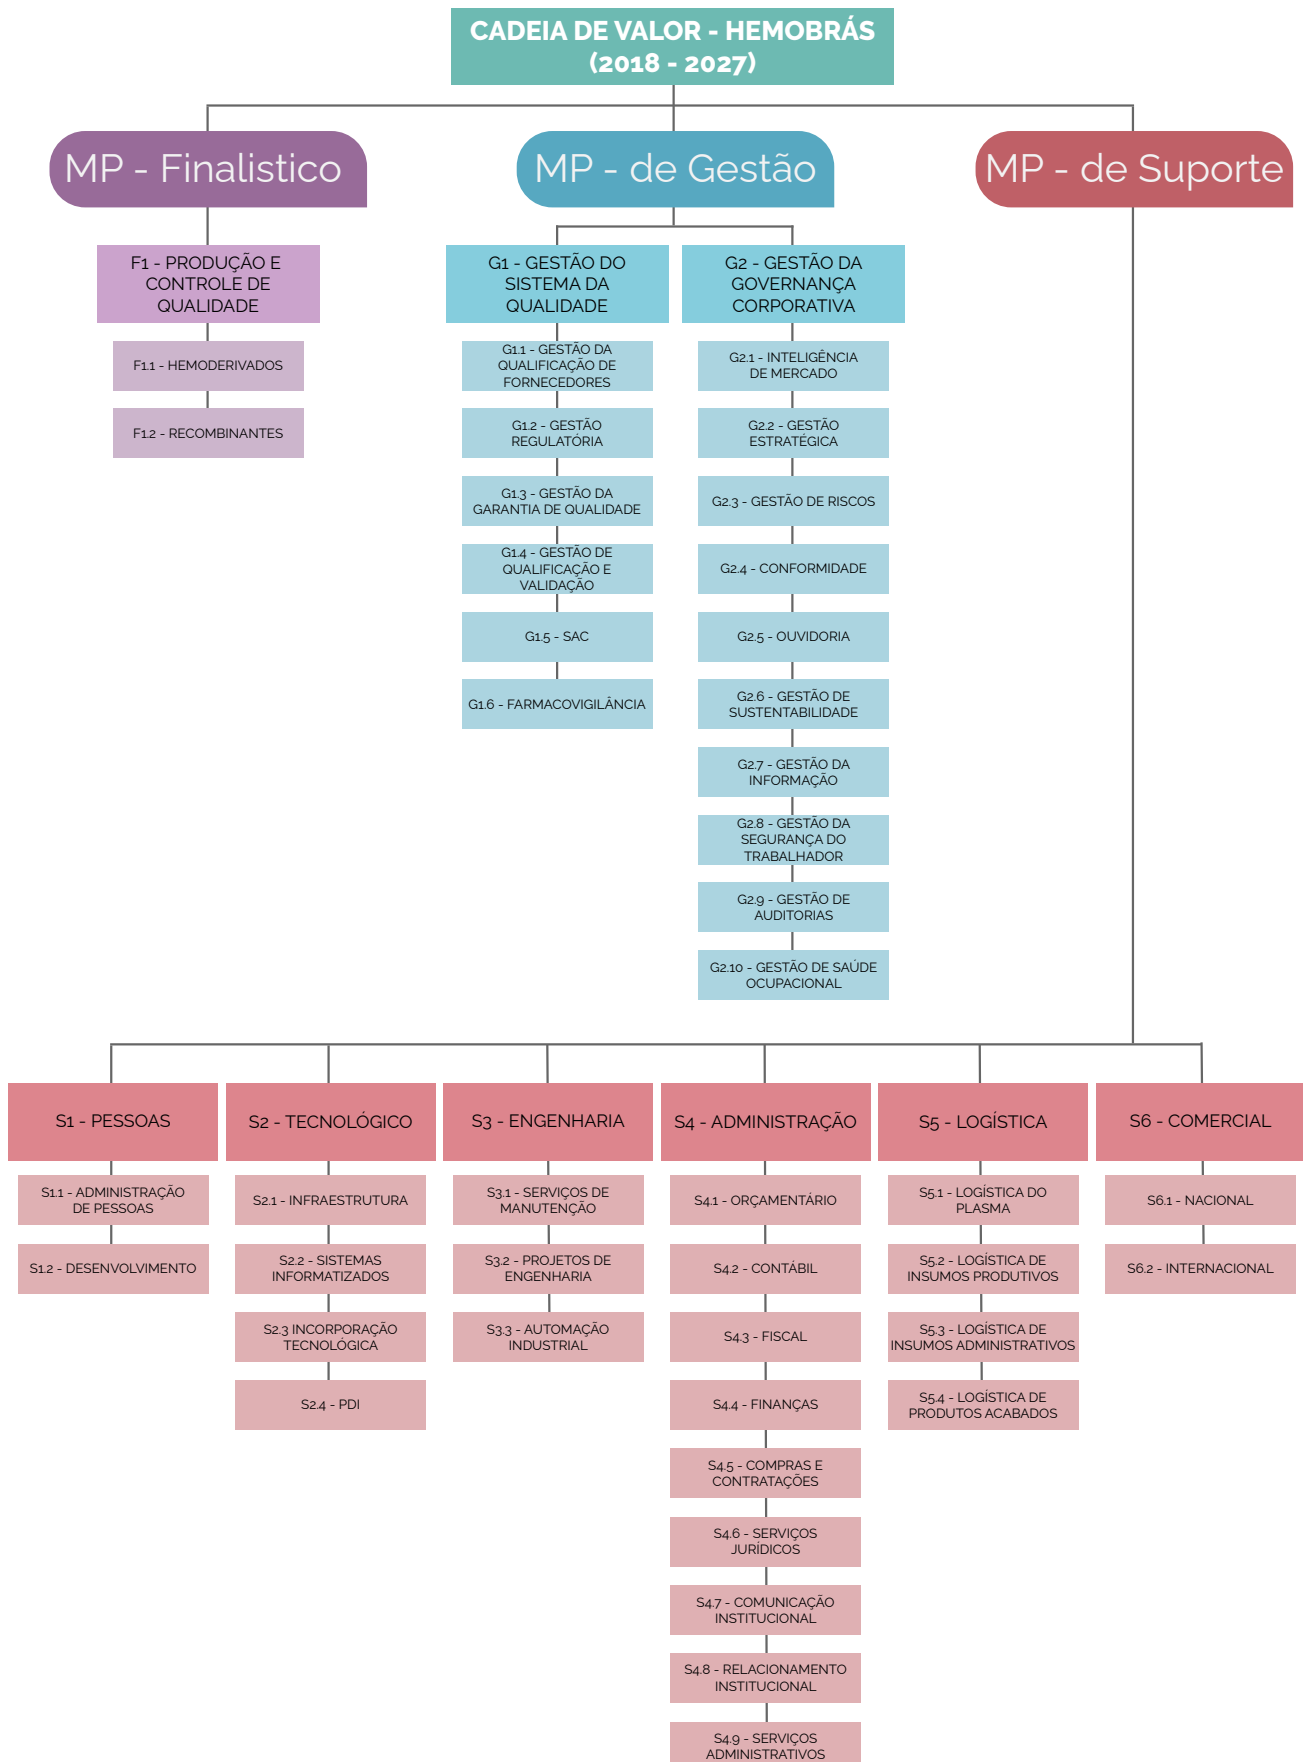 CADEIA DE VALOR - HEMOBRÁS
(2018 - 2027)
MP - Finalistico
MP - de Gestão
MP - de Suporte
F1 - PRODUÇÃO E
CONTROLE DE
QUALIDADE
F1.1 - HEMODERIVADOS
F1.2 - RECOMBINANTES
G1 - GESTÃO DO
SISTEMA DA
QUALIDADE
G1.1 - GESTÃO DA
QUALIFICAÇÃO DE
FORNECEDORES
G1.2 - GESTÃO
REGULATÓRIA
G1.3 - GESTÃO DA
GARANTIA DE QUALIDADE
G1.4 - GESTÃO DE
QUALIFICAÇÃO E
VALIDAÇÃO
G1.5 - SAC
G1.6 - FARMACOVIGILÂNCIA
G2 - GESTÃO DA
GOVERNANÇA
CORPORATIVA
G2.1 - INTELIGÊNCIA
DE MERCADO
G2.2 - GESTÃO
ESTRATÉGICA
G2.3 - GESTÃO DE RISCOS
G2.4 - CONFORMIDADE
G2.5 - OUVIDORIA
G2.6 - GESTÃO DE
SUSTENTABILIDADE
G2.7 - GESTÃO DA
INFORMAÇÃO
G2.8 - GESTÃO DA
SEGURANÇA DO
TRABALHADOR
G2.9 - GESTÃO DE
AUDITORIAS
G2.10 - GESTÃO DE SAÚDE
OCUPACIONAL
S1 - PESSOAS
S1.1 - ADMINISTRAÇÃO
DE PESSOAS
S1.2 - DESENVOLVIMENTO
S2 - TECNOLÓGICO
S2.1 - INFRAESTRUTURA
S2.2 - SISTEMAS
INFORMATIZADOS
S2.3 INCORPORAÇÃO
TECNOLÓGICA
S2.4 - PDI
S3 - ENGENHARIA
S3.1 - SERVIÇOS DE
MANUTENÇÃO
S3.2 - PROJETOS DE
ENGENHARIA
S3.3 - AUTOMAÇÃO
INDUSTRIAL
S4 - ADMINISTRAÇÃO
S4.1 - ORÇAMENTÁRIO
S4.2 - CONTÁBIL
S4.3 - FISCAL
S4.4 - FINANÇAS
S4.5 - COMPRAS E
CONTRATAÇÕES
S4.6 - SERVIÇOS
JURÍDICOS
S4.7 - COMUNICAÇÃO
INSTITUCIONAL
S4.8 - RELACIONAMENTO
INSTITUCIONAL
S4.9 - SERVIÇOS
ADMINISTRATIVOS
S5 - LOGÍSTICA
S5.1 - LOGÍSTICA DO
PLASMA
S5.2 - LOGÍSTICA DE
INSUMOS PRODUTIVOS
S5.3 - LOGÍSTICA DE
INSUMOS ADMINISTRATIVOS
S5.4 - LOGÍSTICA DE
PRODUTOS ACABADOS
S6 - COMERCIAL
S6.1 - NACIONAL
S6.2 - INTERNACIONAL